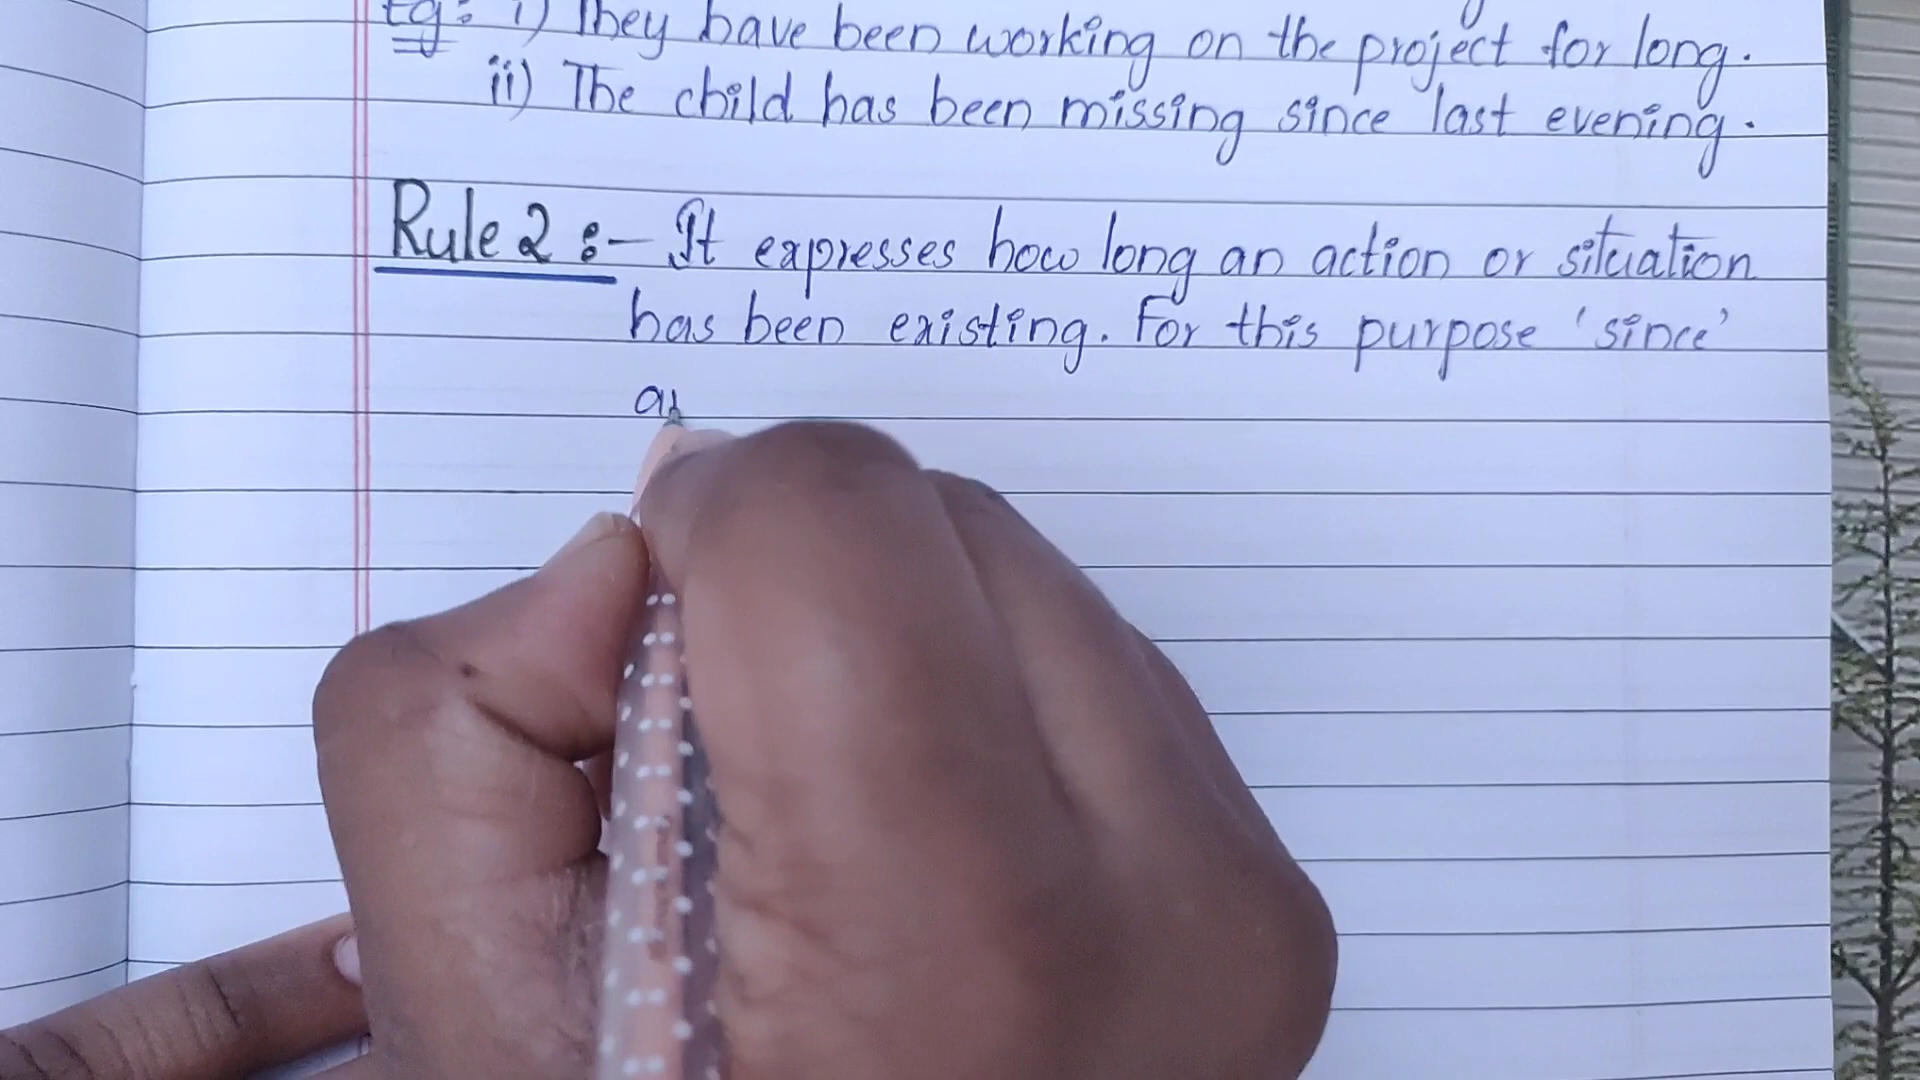 Eg: i) They have been working on the project for long.
ii) The child has been missing since last evening.
Rule 2 :- It expresses how long an action or situation
has been existing. For this purpose 'since'